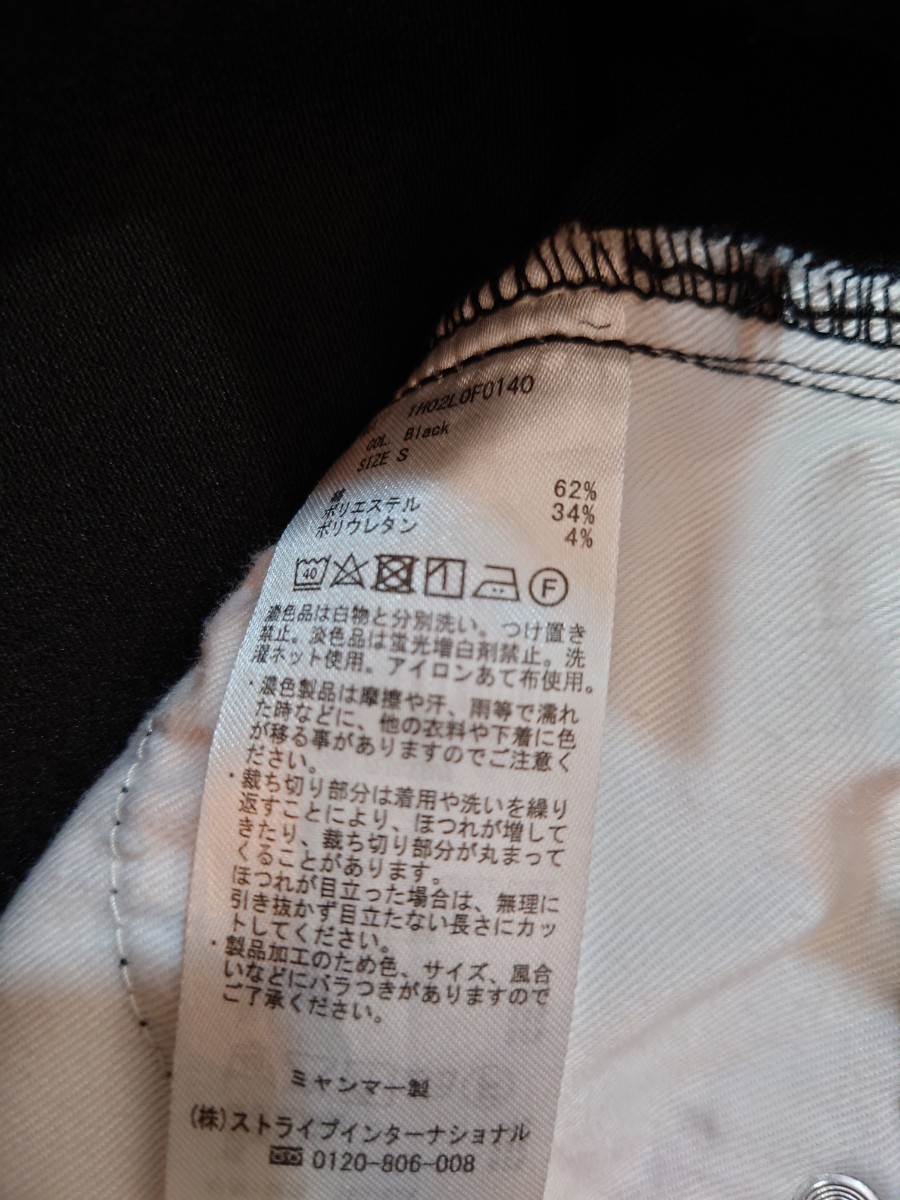 1H02L0F0140
COL. Black
SIZE S
綿 62%
ポリエステル 34%
ポリウレタン 4%
40 F
濃色品は白物と分別洗い。つけ置き
禁止。淡色品は蛍光増白剤禁止。洗
濯ネット使用。アイロンあて布使用。
・濃色製品は摩擦や汗、雨等で濡れ
た時などに、他の衣料や下着に色
が移る事がありますのでご注意く
ださい。
・裁ち切り部分は着用や洗いを繰り
返すことにより、ほつれが増して
きたり、裁ち切り部分が丸まって
くることがあります。
ほつれが目立った場合は、無理に
引き抜かず目立たない長さにカッ
トしてください。
・製品加工のため色、サイズ、風合
いなどにバラつきがありますので
ご了承ください。
ミャンマー製
(株)ストライプインターナショナル
0120-806-008